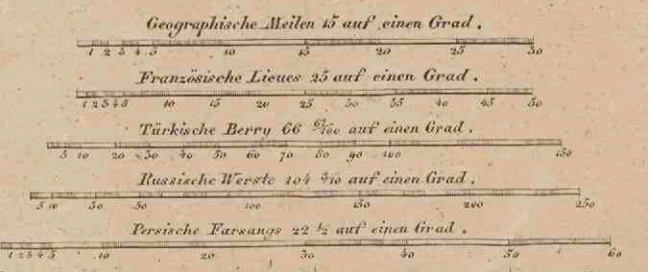 Geographische Meilen 15 auf einen Grad.
1 2 3 4 5 10 15 20 25 30
Französische Lieues 25 auf einen Grad.
1 2 3 4 5 10 15 20 25 30 35 40 45 50
Türkische Berry 66 67/100 auf einen Grad.
5 10 20 30 40 50 60 70 80 90 100 150
Russische Werste 104 3/10 auf einen Grad.
5 10 30 50 100 150 200 250
Persische Farsangs 22 1/2 auf einen Grad.
1 2 3 4 5 10 20 30 40 50 60